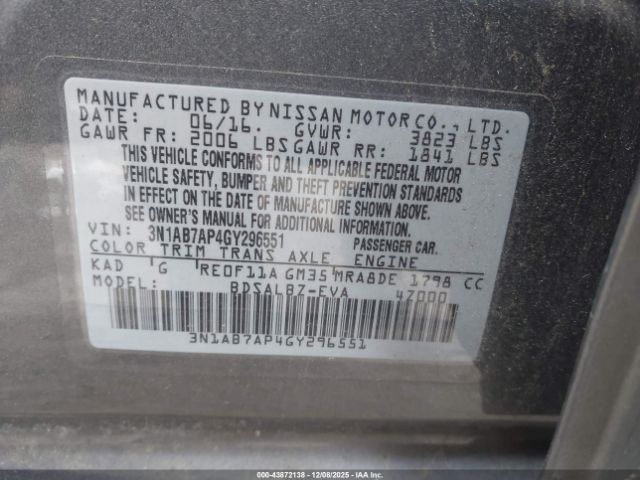 MANUFACTURED BY NISSAN MOTOR CO., LTD.
DATE: 06/16. GVWR: 3823 LBS
GAWR FR: 2006 LBS GAWR RR: 1841 LBS
THIS VEHICLE CONFORMS TO ALL APPLICABLE FEDERAL MOTOR
VEHICLE SAFETY, BUMPER AND THEFT PREVENTION STANDARDS
IN EFFECT ON THE DATE OF MANUFACTURE SHOWN ABOVE.
SEE OWNER'S MANUAL FOR ADDITIONAL INFORMATION.
VIN: 3N1AB7AP4GY296551 PASSENGER CAR.
COLOR TRIM TRANS AXLE ENGINE
KAD G RE0F11A GM35 MRA8DE 1798 CC
MODEL: BDSALBZ-EVA 4Z000
3N1AB7AP4GY296551
000-43872138 - 12/08/2025 - IAA Inc.